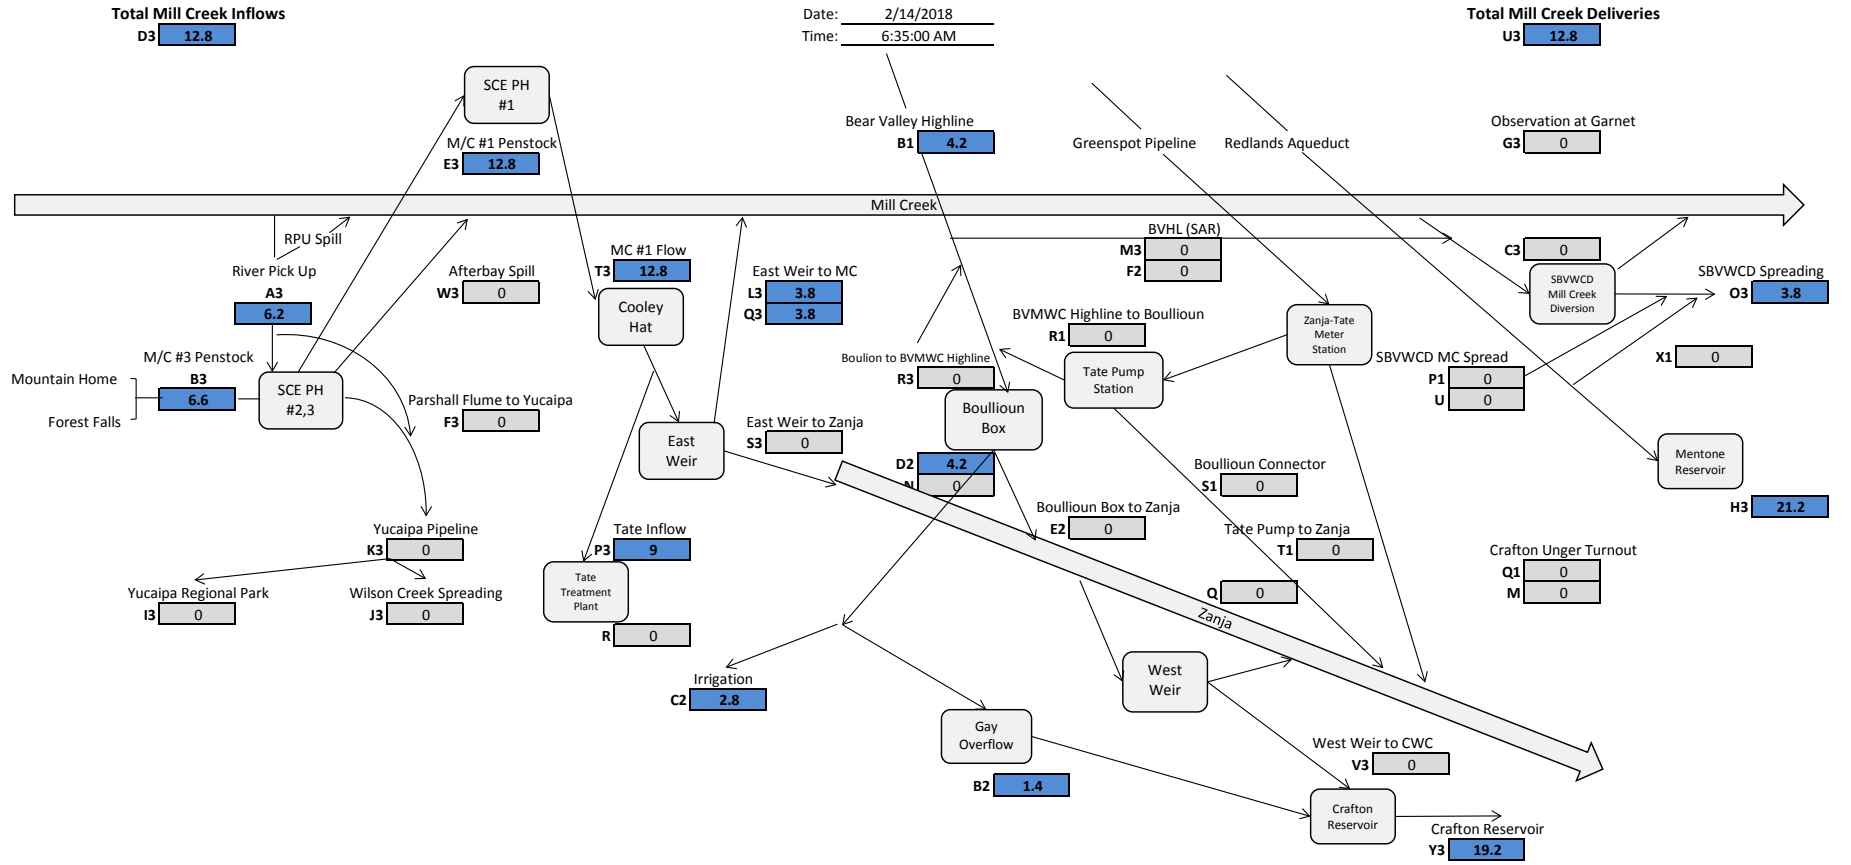 Total Mill Creek Inflows
D3 12.8
Date: 2/14/2018
Time: 6:35:00 AM
Total Mill Creek Deliveries
U3 12.8
SCE PH
#1
M/C #1 Penstock
E3 12.8
Bear Valley Highline
B1 4.2
Greenspot Pipeline
Redlands Aqueduct
Observation at Garnet
G3 0
Mill Creek
RPU Spill
River Pick Up
A3
6.2
Afterbay Spill
W3 0
MC #1 Flow
T3 12.8
Cooley
Hat
East Weir to MC
L3 3.8
Q3 3.8
BVHL (SAR)
M3 0
F2 0
C3 0
SBVWCD
Mill Creek
Diversion
SBVWCD Spreading
O3 3.8
BVMWC Highline to Boullioun
R1 0
Zanja-Tate
Meter
Station
M/C #3 Penstock
B3
6.6
Mountain Home
Forest Falls
SCE PH
#2,3
Boulion to BVMWC Highline
R3 0
Tate Pump
Station
SBVWCD MC Spread
P1 0
U 0
X1 0
Parshall Flume to Yucaipa
F3 0
East
Weir
East Weir to Zanja
S3 0
Boullioun
Box
D2 4.2
N 0
Boullioun Connector
S1 0
Mentone
Reservoir
H3 21.2
Yucaipa Pipeline
K3 0
Tate Inflow
P3 9
Boullioun Box to Zanja
E2 0
Tate Pump to Zanja
T1 0
Crafton Unger Turnout
Q1 0
M 0
Yucaipa Regional Park
I3 0
Wilson Creek Spreading
J3 0
Tate
Treatment
Plant
R 0
Q 0
Zanja
Irrigation
C2 2.8
West
Weir
Gay
Overflow
B2 1.4
West Weir to CWC
V3 0
Crafton
Reservoir
Crafton Reservoir
Y3 19.2